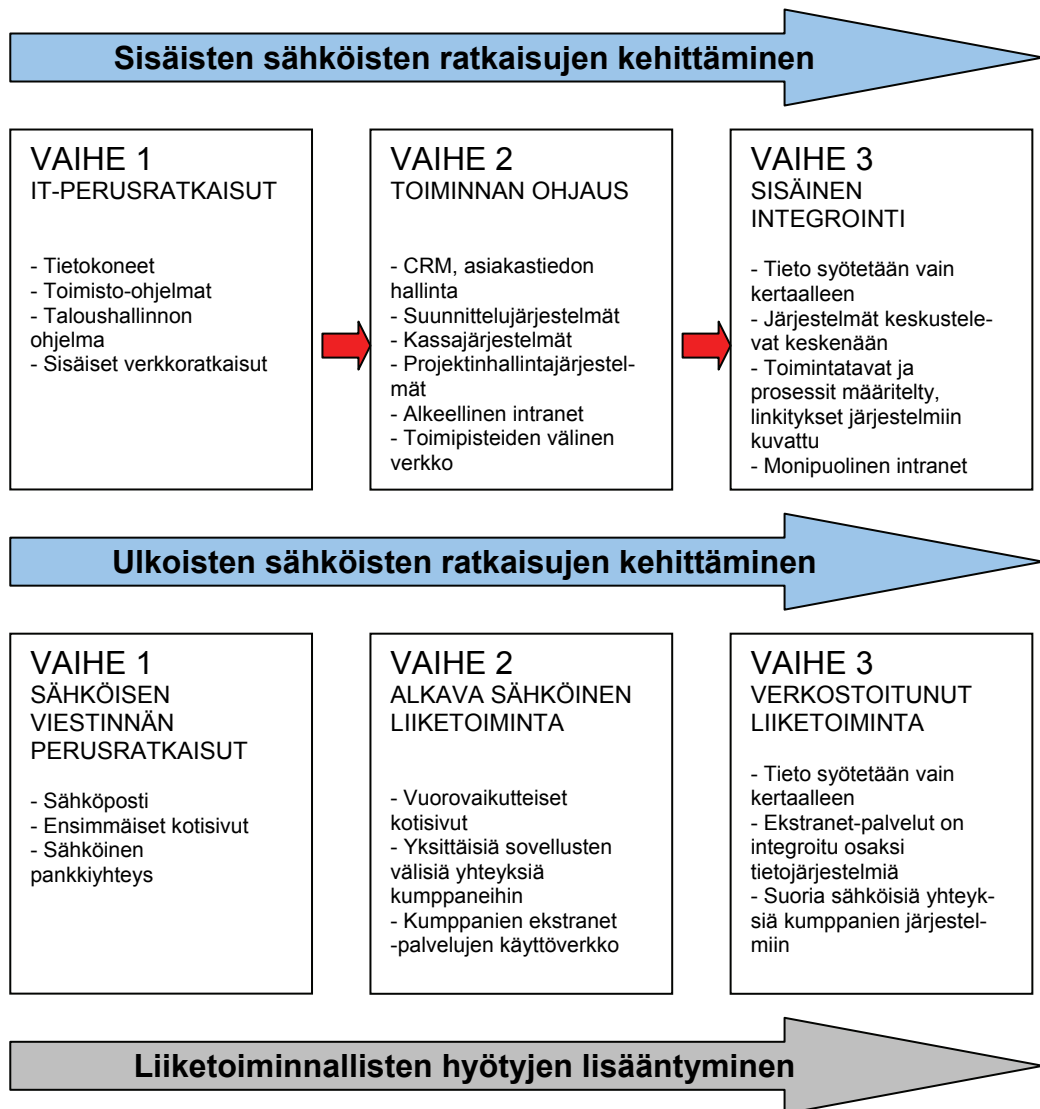 Sisäisten sähköisten ratkaisujen kehittäminen
VAIHE 1
IT-PERUSRATKAISUT
- Tietokoneet
- Toimisto-ohjelmat
- Taloushallinnon
ohjelma
- Sisäiset verkkoratkaisut
VAIHE 2
TOIMINNAN OHJAUS
- CRM, asiakastiedon
hallinta
- Suunnittelujärjestelmät
- Kassajärjestelmät
- Projektinhallintajärjestel-
mät
- Alkeellinen intranet
- Toimipisteiden välinen
verkko
VAIHE 3
SISÄINEN
INTEGROINTI
- Tieto syötetään vain
kertaalleen
- Järjestelmät keskustele-
vat keskenään
- Toimintatavat ja
prosessit määritelty,
linkitykset järjestelmiin
kuvattu
- Monipuolinen intranet
Ulkoisten sähköisten ratkaisujen kehittäminen
VAIHE 1
SÄHKÖISEN
VIESTINNÄN
PERUSRATKAISUT
- Sähköposti
- Ensimmäiset kotisivut
- Sähköinen
pankkiyhteys
VAIHE 2
ALKAVA SÄHKÖINEN
LIIKETOIMINTA
- Vuorovaikutteiset
kotisivut
- Yksittäisiä sovellusten
välisiä yhteyksiä
kumppaneihin
- Kumppanien ekstranet
-palvelujen käyttöverkko
VAIHE 3
VERKOSTOITUNUT
LIIKETOIMINTA
- Tieto syötetään vain
kertaalleen
- Ekstranet-palvelut on
integroitu osaksi
tietojärjestelmiä
- Suoria sähköisiä yhteyk-
siä kumppanien järjestel-
miin
Liiketoiminnallisten hyötyjen lisääntyminen